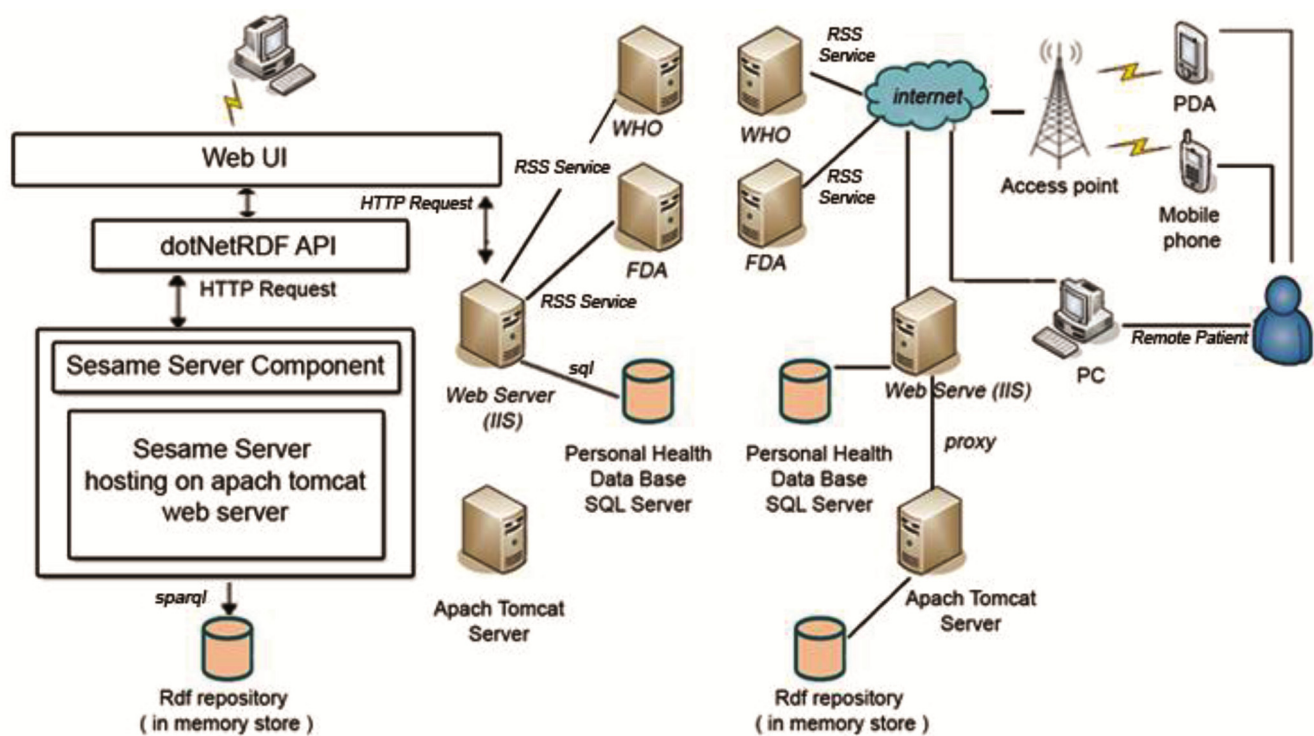 Web UI
HTTP Request
dotNetRDF API
HTTP Request
Sesame Server Component
Sesame Server
hosting on apach tomcat
web server
sparql
Rdf repository
( in memory store )
WHO
RSS Service
FDA
RSS Service
Web Server
(IIS)
sql
Personal Health
Data Base
SQL Server
Apach Tomcat
Server
RSS
Service
WHO
internet
RSS
Service
FDA
Access point
PDA
Mobile
phone
PC
Remote Patient
Web Serve (IIS)
Personal Health
Data Base
SQL Server
proxy
Apach Tomcat
Server
Rdf repository
( in memory store )